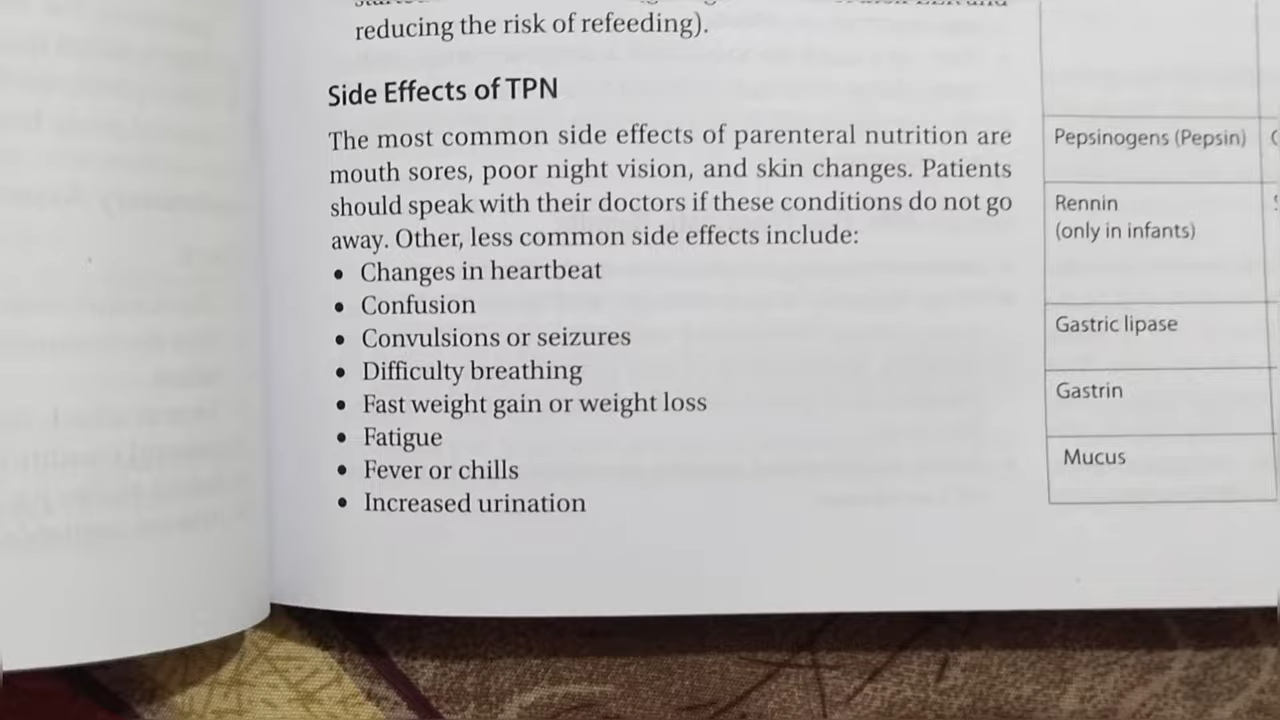 reducing the risk of refeeding).
Side Effects of TPN
The most common side effects of parenteral nutrition are
mouth sores, poor night vision, and skin changes. Patients
should speak with their doctors if these conditions do not go
away. Other, less common side effects include:
• Changes in heartbeat
• Confusion
• Convulsions or seizures
• Difficulty breathing
• Fast weight gain or weight loss
• Fatigue
• Fever or chills
• Increased urination
Pepsinogens (Pepsin)
Rennin
(only in infants)
Gastric lipase
Gastrin
Mucus